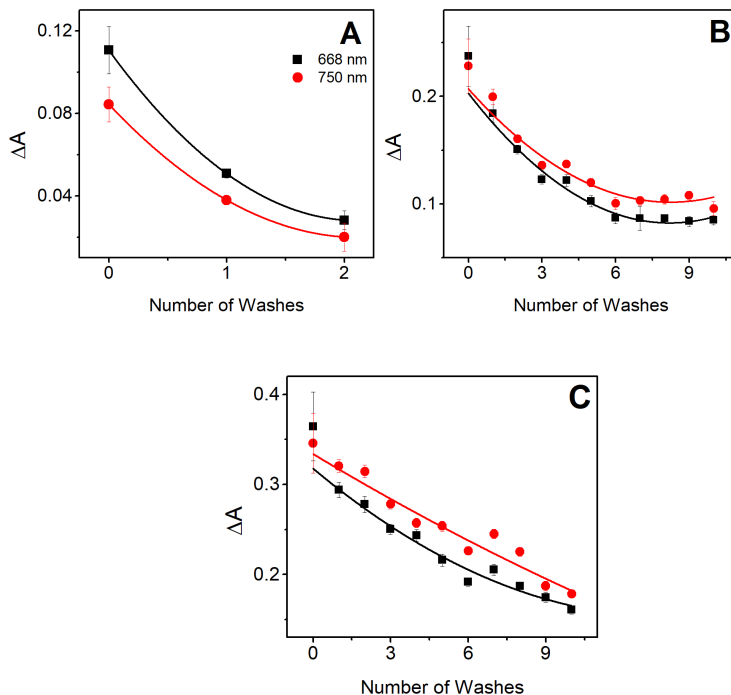 A
668 nm
750 nm
0.12
0.08
0.04
ΔA
0 1 2
Number of Washes
B
0.2
0.1
ΔA
0 3 6 9
Number of Washes
C
0.4
0.3
0.2
ΔA
0 3 6 9
Number of Washes